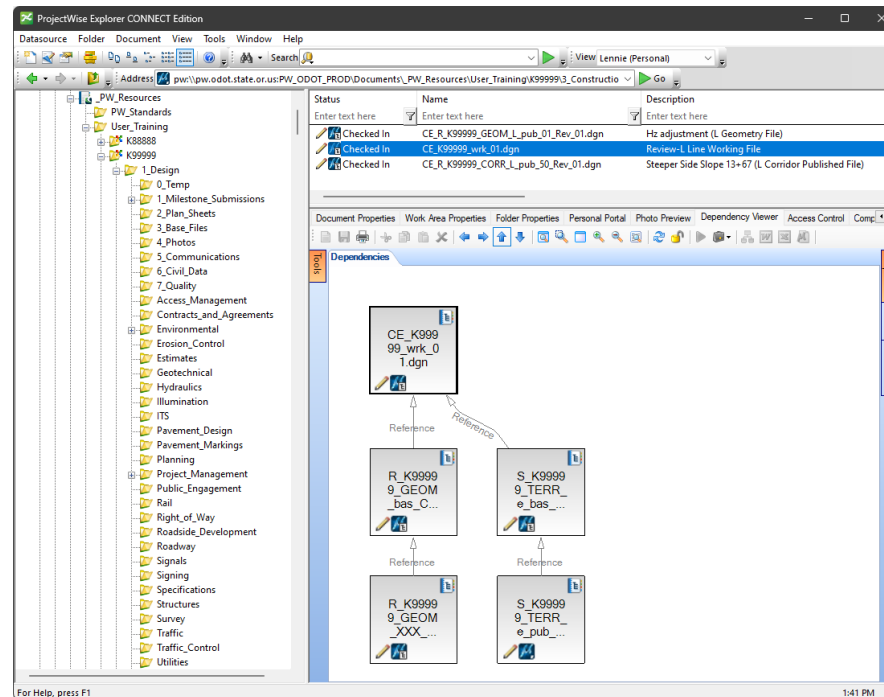 ProjectWise Explorer CONNECT Edition
Datasource Folder Document View Tools Window Help
Search View Lennie (Personal)
Address pw:\\pw.odot.state.or.us:PW_ODOT_PROD\Documents\_PW_Resources\User_Training\K99999\3_Constructio Go
_PW_Resources
PW_Standards
User_Training
K88888
K99999
1_Design
0_Temp
1_Milestone_Submissions
2_Plan_Sheets
3_Base_Files
4_Photos
5_Communications
6_Civil_Data
7_Quality
Access_Management
Contracts_and_Agreements
Environmental
Erosion_Control
Estimates
Geotechnical
Hydraulics
Illumination
ITS
Pavement_Design
Pavement_Markings
Planning
Project_Management
Public_Engagement
Rail
Right_of_Way
Roadside_Development
Roadway
Signals
Signing
Specifications
Structures
Survey
Traffic
Traffic_Control
Utilities
Status Name Description
Enter text here Enter text here Enter text here
Checked In CE_R_K99999_GEOM_L_pub_01_Rev_01.dgn Hz adjustment (L Geometry File)
Checked In CE_K99999_wrk_01.dgn Review-L Line Working File
Checked In CE_R_K99999_CORR_L_pub_50_Rev_01.dgn Steeper Side Slope 13+67 (L Corridor Published File)
Document Properties Work Area Properties Folder Properties Personal Portal Photo Preview Dependency Viewer Access Control Comp
Tools
Dependencies
CE_K999
99_wrk_0
1.dgn
Reference
Reference
R_K9999
9_GEOM
_bas_C...
S_K9999
9_TERR_
e_bas_...
Reference
Reference
R_K9999
9_GEOM
_XXX_...
S_K9999
9_TERR_
e_pub_...
For Help, press F1
1:41 PM